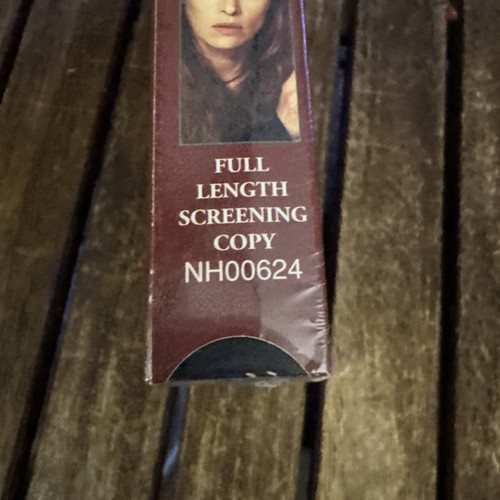 FULL
LENGTH
SCREENING
COPY
NH00624